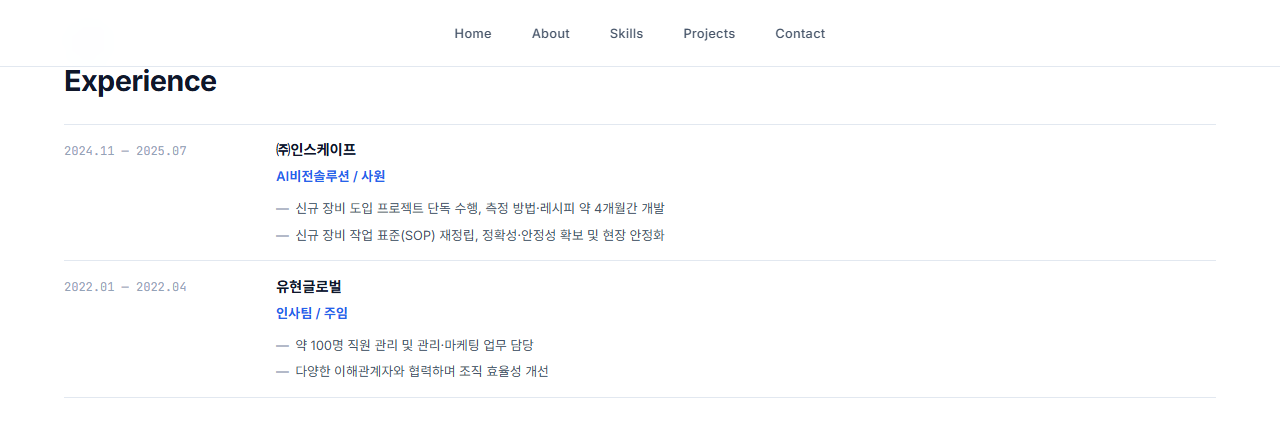 Home About Skills Projects Contact
Experience
2024.11 — 2025.07
㈜인스케이프
AI비전솔루션 / 사원
— 신규 장비 도입 프로젝트 단독 수행, 측정 방법·레시피 약 4개월간 개발
— 신규 장비 작업 표준(SOP) 재정립, 정확성·안정성 확보 및 현장 안정화
2022.01 — 2022.04
유현글로벌
인사팀 / 주임
— 약 100명 직원 관리 및 관리·마케팅 업무 담당
— 다양한 이해관계자와 협력하며 조직 효율성 개선